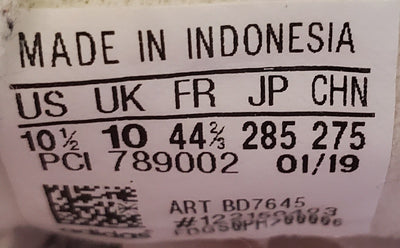 MADE IN INDONESIA
US UK FR JP CHN
10½ 10 44⅔ 285 275
PCI 789002 01/19
ART BD7645
adidas